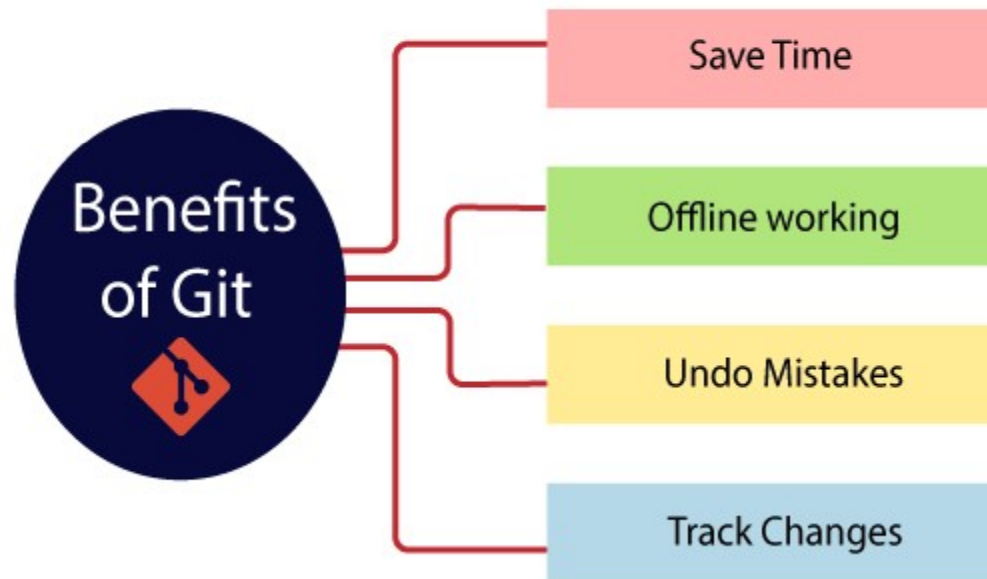 Benefits
of Git
Save Time
Offline working
Undo Mistakes
Track Changes